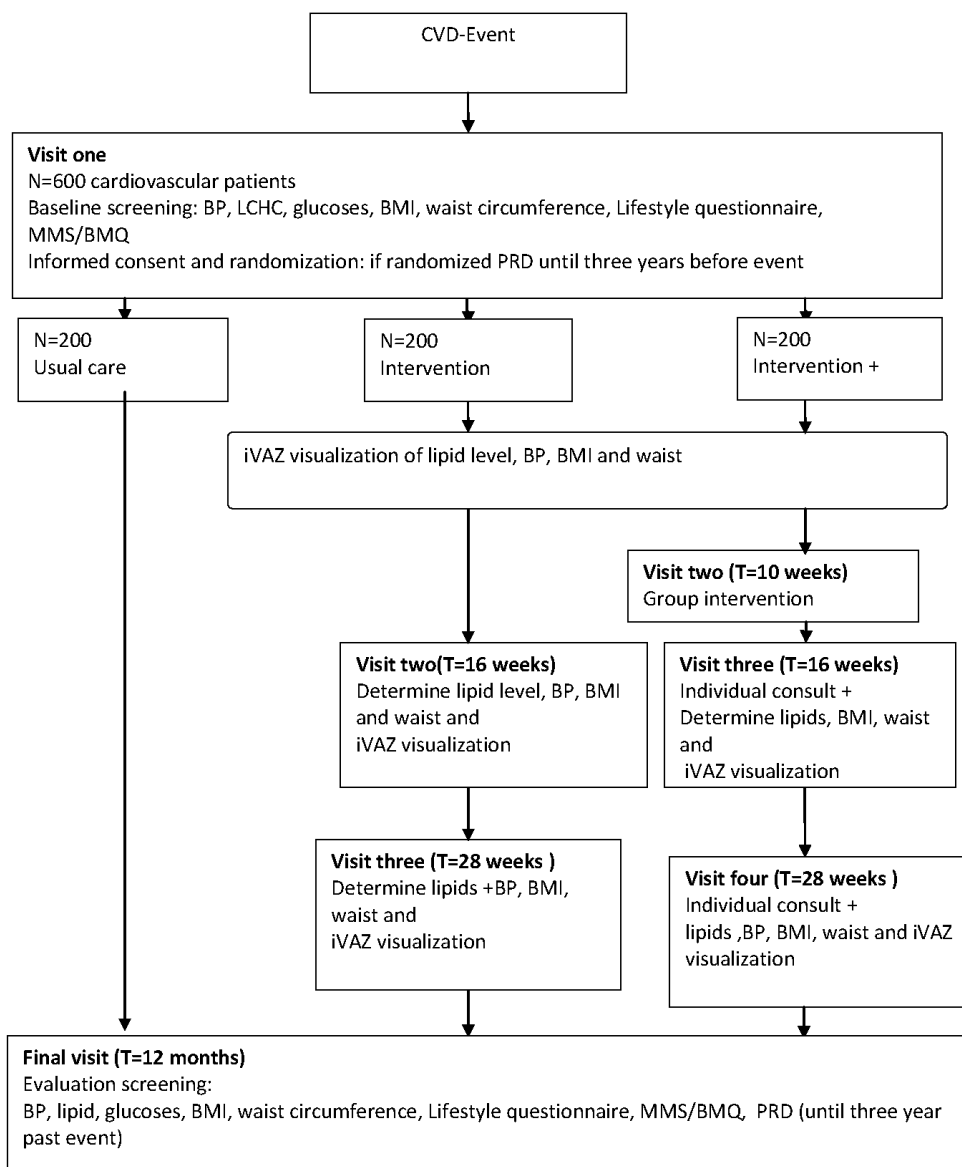 CVD-Event
Visit one
N=600 cardiovascular patients
Baseline screening: BP, LCHC, glucoses, BMI, waist circumference, Lifestyle questionnaire,
MMS/BMQ
Informed consent and randomization: if randomized PRD until three years before event
N=200
Usual care
N=200
Intervention
N=200
Intervention +
iVAZ visualization of lipid level, BP, BMI and waist
Visit two (T=10 weeks)
Group intervention
Visit two(T=16 weeks)
Determine lipid level, BP, BMI
and waist and
iVAZ visualization
Visit three (T=16 weeks)
Individual consult +
Determine lipids, BMI, waist
and
iVAZ visualization
Visit three (T=28 weeks )
Determine lipids +BP, BMI,
waist and
iVAZ visualization
Visit four (T=28 weeks )
Individual consult +
lipids ,BP, BMI, waist and iVAZ
visualization
Final visit (T=12 months)
Evaluation screening:
BP, lipid, glucoses, BMI, waist circumference, Lifestyle questionnaire, MMS/BMQ, PRD (until three year
past event)